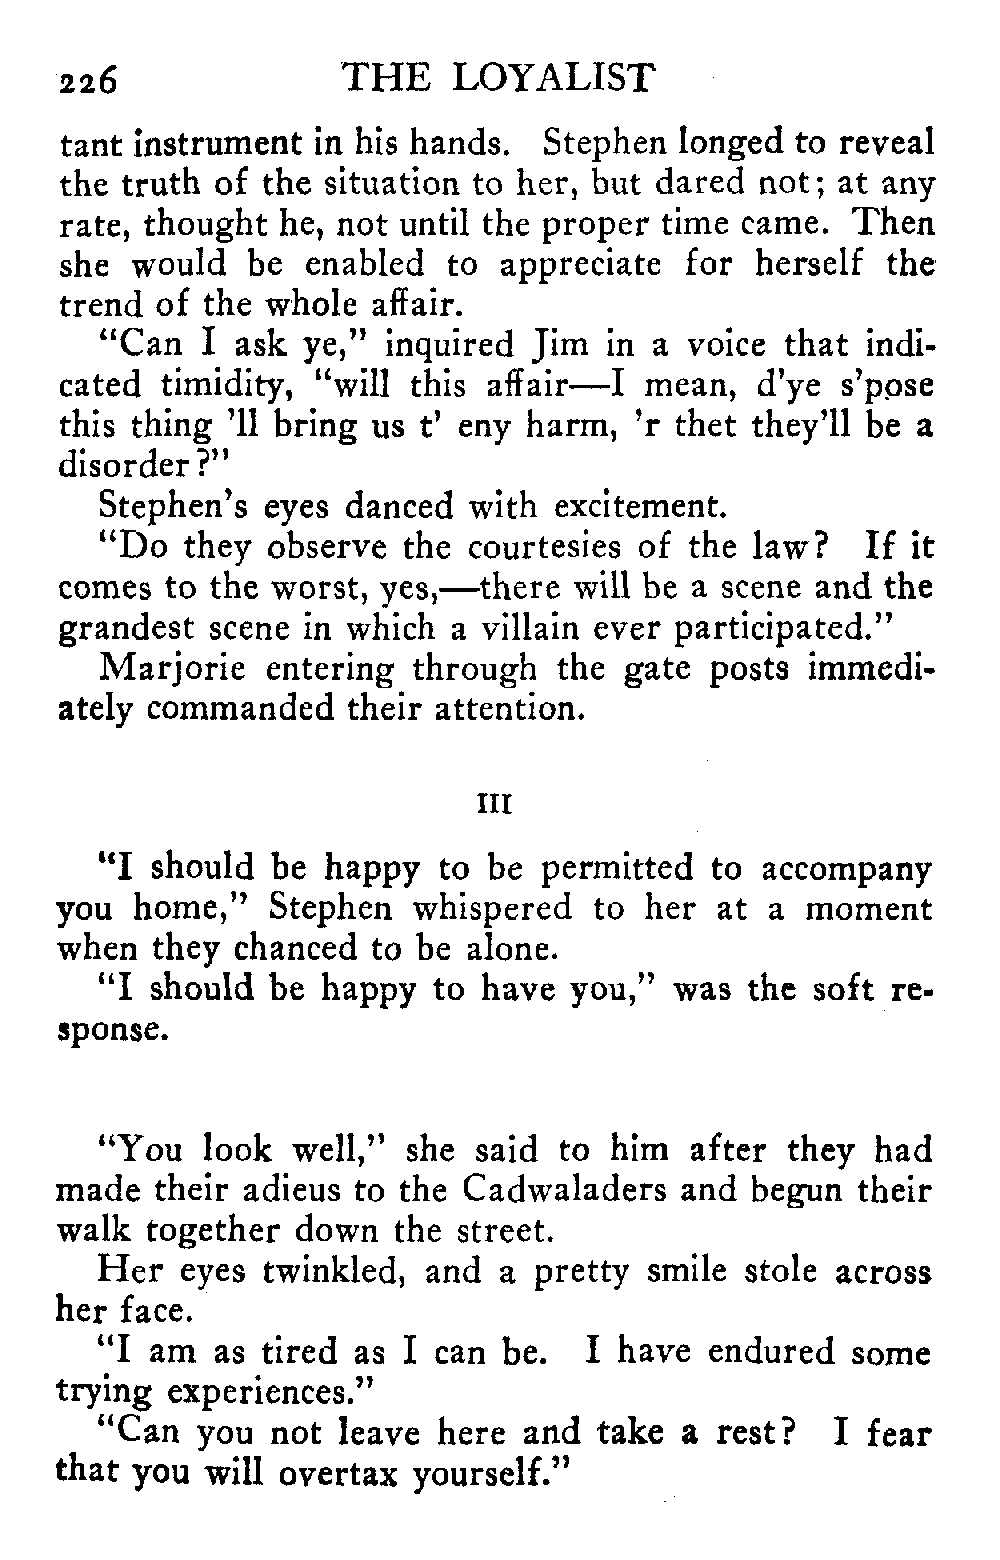 226 THE LOYALIST
tant instrument in his hands. Stephen longed to reveal
the truth of the situation to her, but dared not; at any
rate, thought he, not until the proper time came. Then
she would be enabled to appreciate for herself the
trend of the whole affair.
“Can I ask ye,” inquired Jim in a voice that indi-
cated timidity, “will this affair—I mean, d’ye s’pose
this thing ’ll bring us t’ eny harm, ’r thet they’ll be a
disorder?”
Stephen’s eyes danced with excitement.
“Do they observe the courtesies of the law? If it
comes to the worst, yes,—there will be a scene and the
grandest scene in which a villain ever participated.”
Marjorie entering through the gate posts immedi-
ately commanded their attention.
III
“I should be happy to be permitted to accompany
you home,” Stephen whispered to her at a moment
when they chanced to be alone.
“I should be happy to have you,” was the soft re-
sponse.
“You look well,” she said to him after they had
made their adieus to the Cadwaladers and begun their
walk together down the street.
Her eyes twinkled, and a pretty smile stole across
her face.
“I am as tired as I can be. I have endured some
trying experiences.”
“Can you not leave here and take a rest? I fear
that you will overtax yourself.”